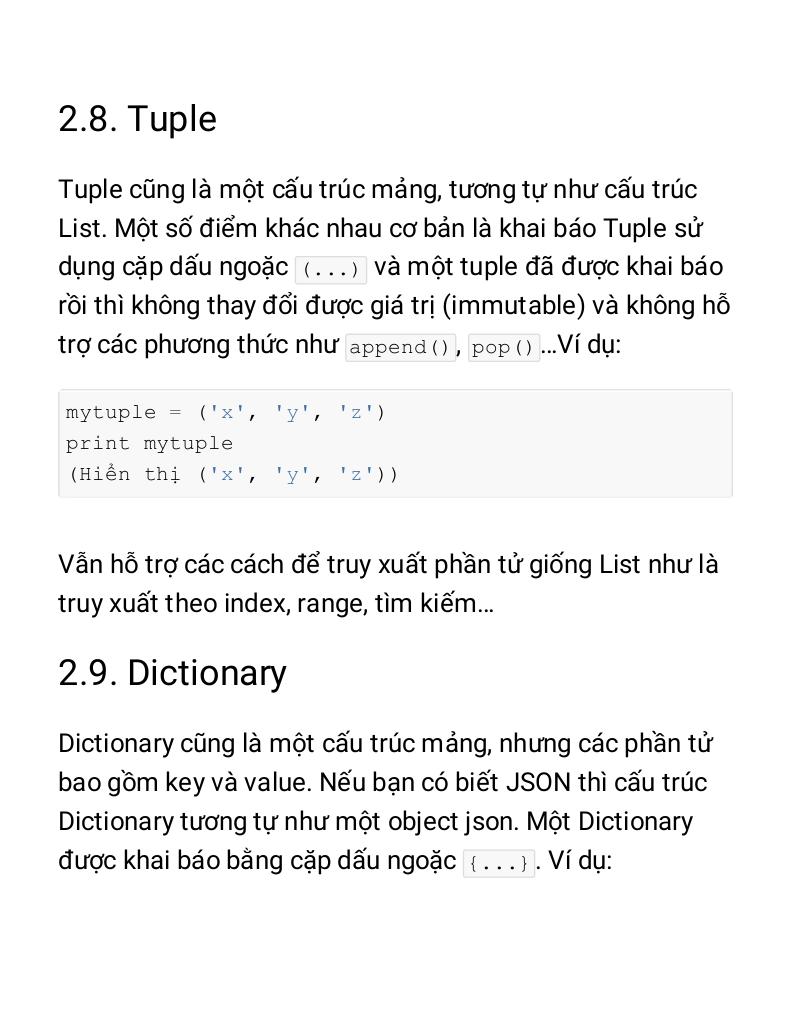 2.8. Tuple
Tuple cũng là một cấu trúc mảng, tương tự như cấu trúc
List. Một số điểm khác nhau cơ bản là khai báo Tuple sử
dụng cặp dấu ngoặc (...) và một tuple đã được khai báo
rồi thì không thay đổi được giá trị (immutable) và không hỗ
trợ các phương thức như append(), pop()...Ví dụ:
mytuple = ('x', 'y', 'z')
print mytuple
(Hiển thị ('x', 'y', 'z'))
Vẫn hỗ trợ các cách để truy xuất phần tử giống List như là
truy xuất theo index, range, tìm kiếm...
2.9. Dictionary
Dictionary cũng là một cấu trúc mảng, nhưng các phần tử
bao gồm key và value. Nếu bạn có biết JSON thì cấu trúc
Dictionary tương tự như một object json. Một Dictionary
được khai báo bằng cặp dấu ngoặc {...}. Ví dụ: